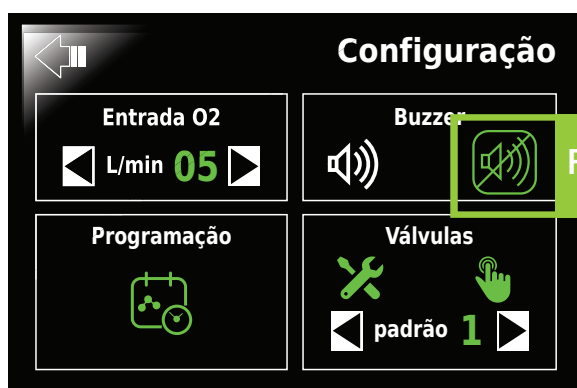 Configuração
Entrada O2
L/min 05
Buzzer
Programação
Válvulas
padrão 1